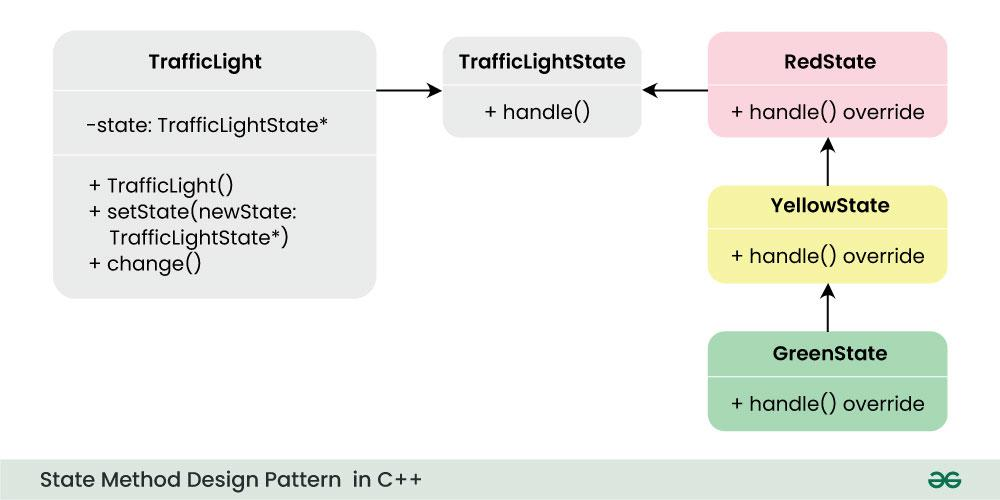 TrafficLight
-state: TrafficLightState*
+ TrafficLight()
+ setState(newState:
TrafficLightState*)
+ change()
TrafficLightState
+ handle()
RedState
+ handle() override
YellowState
+ handle() override
GreenState
+ handle() override
State Method Design Pattern in C++